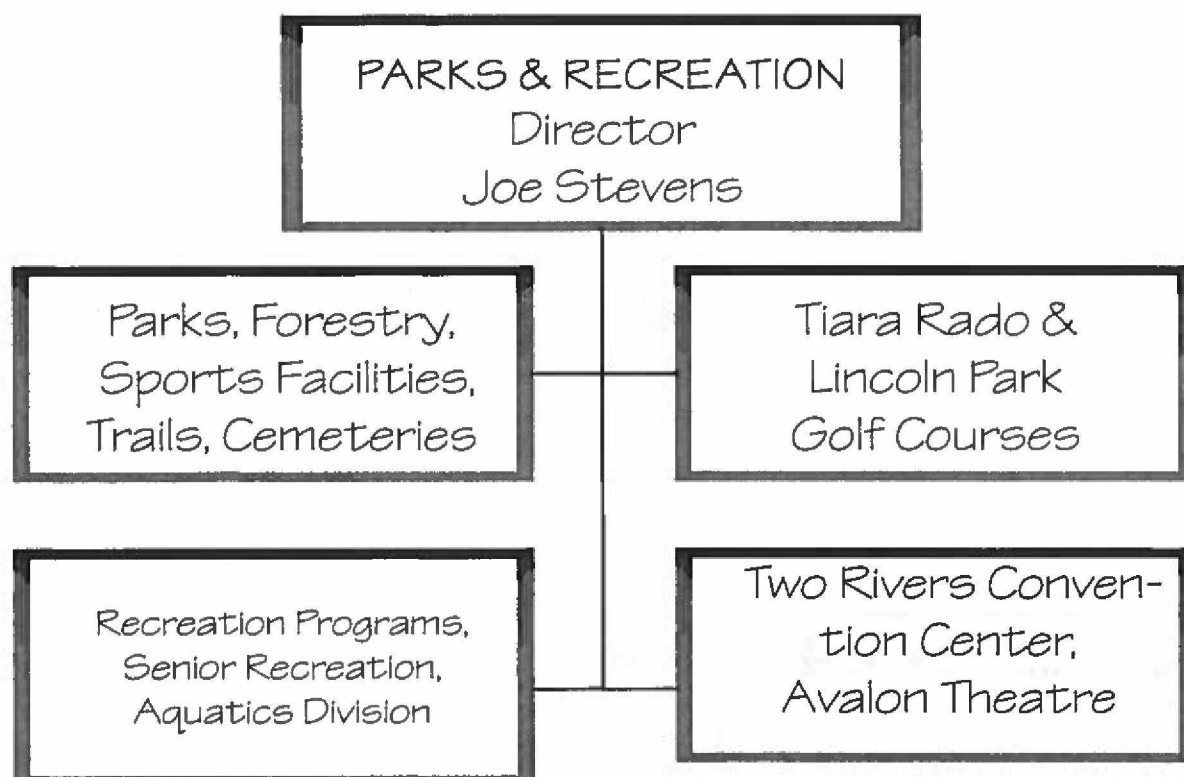 PARKS & RECREATION
Director
Joe Stevens
Parks, Forestry,
Sports Facilities,
Trails, Cemeteries
Tiara Rado &
Lincoln Park
Golf Courses
Recreation Programs,
Senior Recreation,
Aquatics Division
Two Rivers Conven-
tion Center,
Avalon Theatre